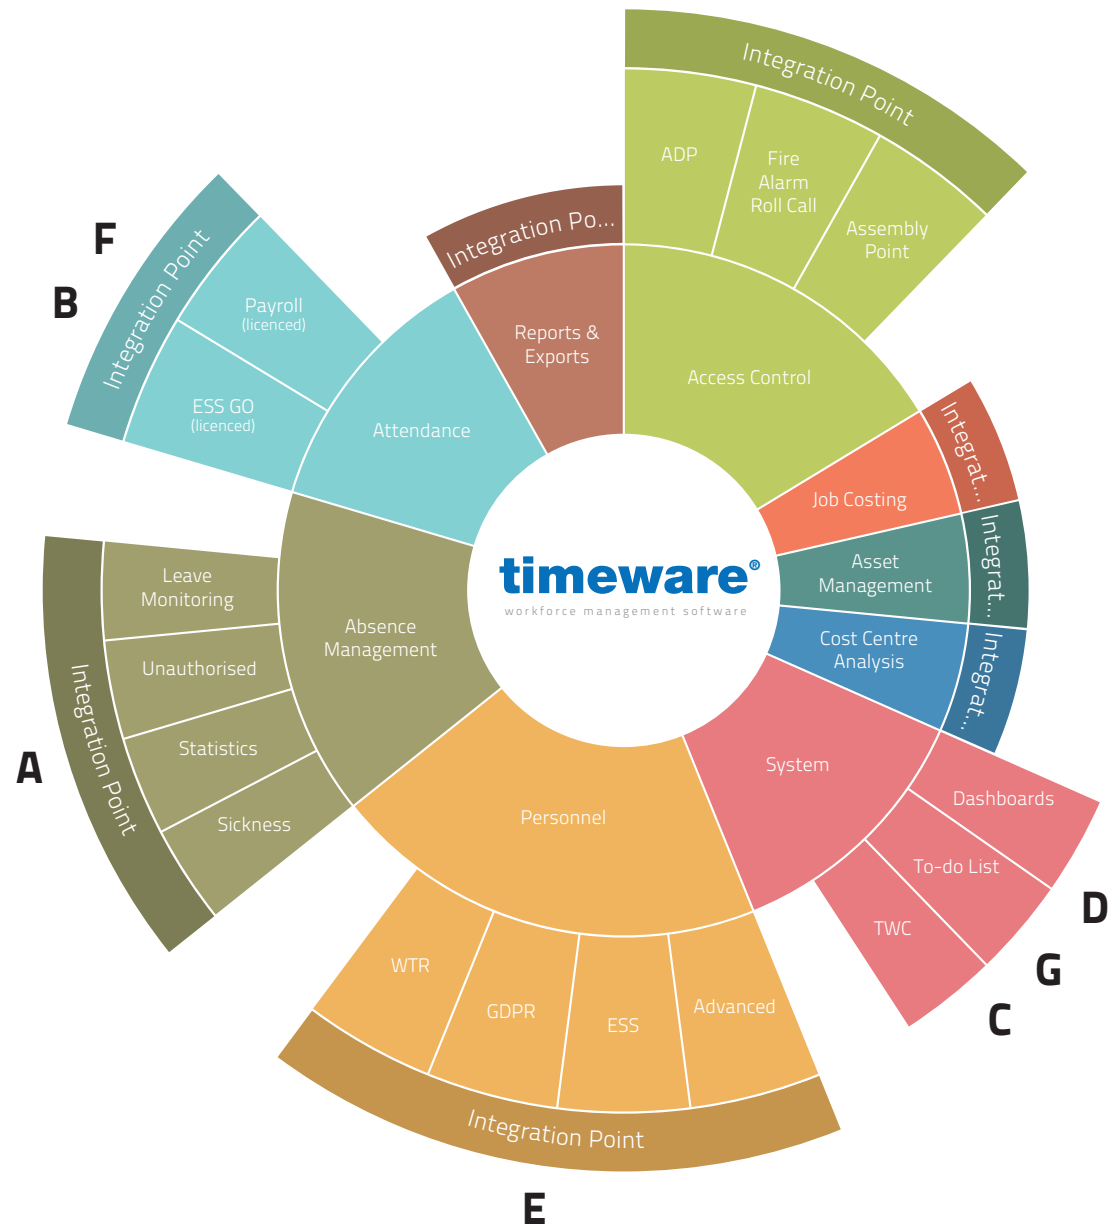 Integration Point
ADP
Fire
Alarm
Roll Call
Assembly
Point
Access Control
Integration Po...
Reports &
Exports
F
B
Integration Point
Payroll
(licenced)
ESS GO
(licenced)
Attendance
Integrat...
Job Costing
Integrat...
Asset
Management
Integrat...
Cost Centre
Analysis
timeware®
workforce management software
Leave
Monitoring
Unauthorised
Statistics
Sickness
Integration Point
A
Absence
Management
System
Dashboards
To-do List
TWC
D
G
C
Personnel
WTR
GDPR
ESS
Advanced
Integration Point
E